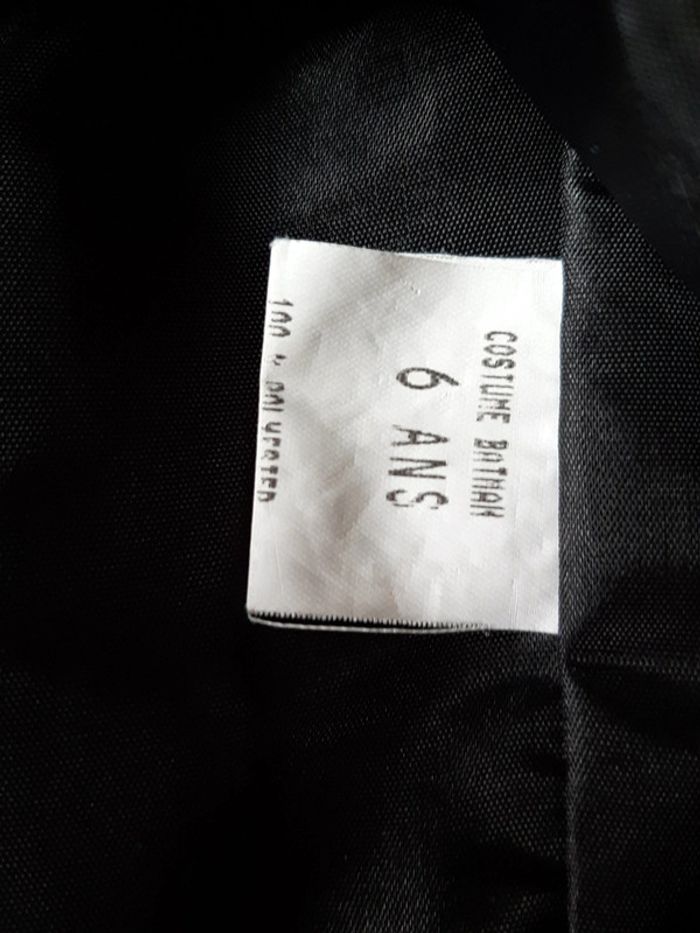 COSTUME BATMAN
6 ANS
100 % POLYESTER